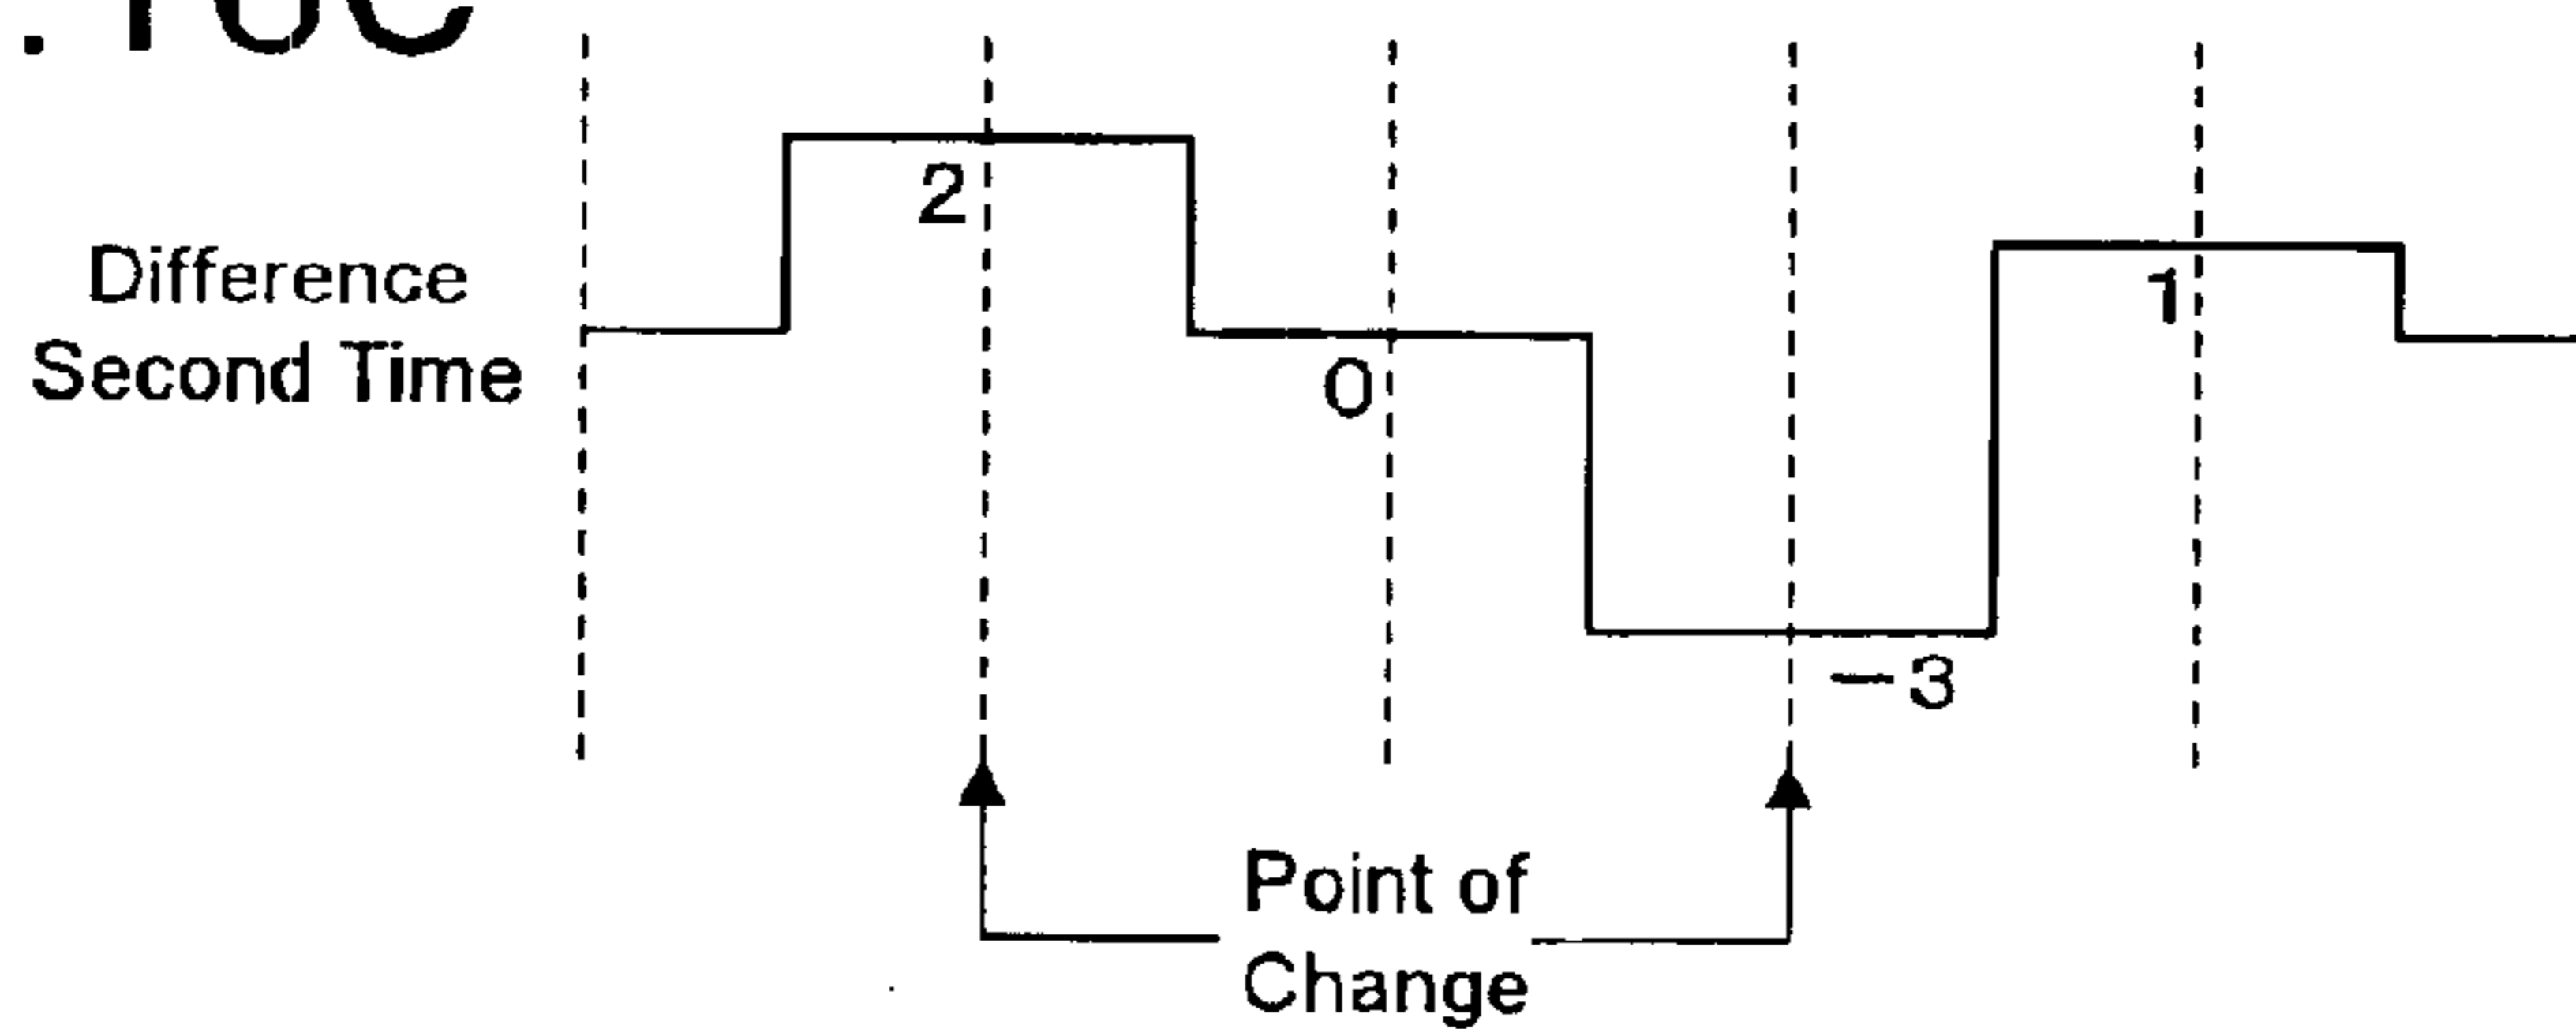 2
Difference
Second Time
1
0
−3
Point of
Change